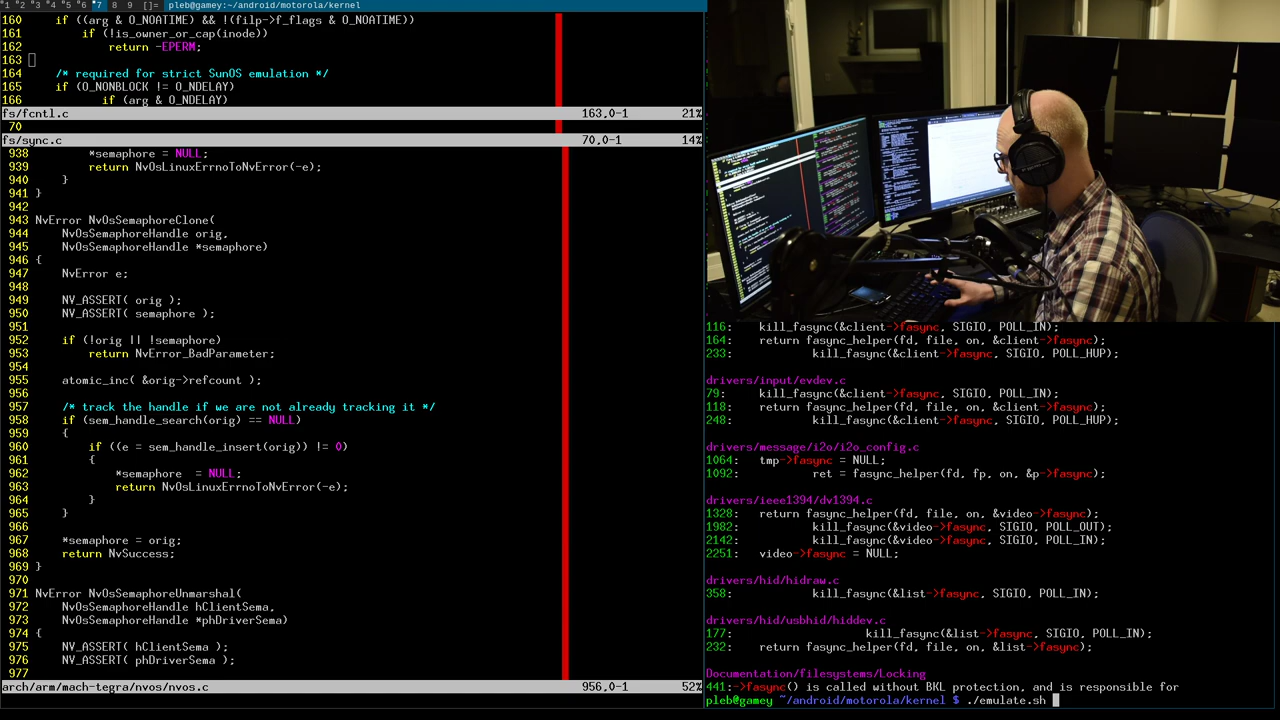 1 2 3 4 5 6 7 8 9 []= pleb@gamey:~/android/motorola/kernel
160 if ((arg & O_NOATIME) && !(filp->f_flags & O_NOATIME))
161 if (!is_owner_or_cap(inode))
162 return -EPERM;
163
164 /* required for strict SunOS emulation */
165 if (O_NONBLOCK != O_NDELAY)
166 if (arg & O_NDELAY)
fs/fcntl.c 163,0-1 21%
70
fs/sync.c 70,0-1 14%
938 *semaphore = NULL;
939 return NvOsLinuxErrnoToNvError(-e);
940 }
941 }
942
943 NvError NvOsSemaphoreClone(
944 NvOsSemaphoreHandle orig,
945 NvOsSemaphoreHandle *semaphore)
946 {
947 NvError e;
948
949 NV_ASSERT( orig );
950 NV_ASSERT( semaphore );
951
952 if (!orig || !semaphore)
953 return NvError_BadParameter;
954
955 atomic_inc( &orig->refcount );
956
957 /* track the handle if we are not already tracking it */
958 if (sem_handle_search(orig) == NULL)
959 {
960 if ((e = sem_handle_insert(orig)) != 0)
961 {
962 *semaphore  = NULL;
963 return NvOsLinuxErrnoToNvError(-e);
964 }
965 }
966
967 *semaphore = orig;
968 return NvSuccess;
969 }
970
971 NvError NvOsSemaphoreUnmarshal(
972 NvOsSemaphoreHandle hClientSema,
973 NvOsSemaphoreHandle *phDriverSema)
974 {
975 NV_ASSERT( hClientSema );
976 NV_ASSERT( phDriverSema );
977
arch/arm/mach-tegra/nvos/nvos.c 956,0-1 52%
116: kill_fasync(&client->fasync, SIGIO, POLL_IN);
164: return fasync_helper(fd, file, on, &client->fasync);
233: kill_fasync(&client->fasync, SIGIO, POLL_HUP);
drivers/input/evdev.c
79: kill_fasync(&client->fasync, SIGIO, POLL_IN);
118: return fasync_helper(fd, file, on, &client->fasync);
248: kill_fasync(&client->fasync, SIGIO, POLL_HUP);
drivers/message/i2o/i2o_config.c
1064: tmp->fasync = NULL;
1092: ret = fasync_helper(fd, fp, on, &p->fasync);
drivers/ieee1394/dv1394.c
1328: return fasync_helper(fd, file, on, &video->fasync);
1982: kill_fasync(&video->fasync, SIGIO, POLL_OUT);
2142: kill_fasync(&video->fasync, SIGIO, POLL_IN);
2251: video->fasync = NULL;
drivers/hid/hidraw.c
358: kill_fasync(&list->fasync, SIGIO, POLL_IN);
drivers/hid/usbhid/hiddev.c
177: kill_fasync(&list->fasync, SIGIO, POLL_IN);
232: return fasync_helper(fd, file, on, &list->fasync);
Documentation/filesystems/Locking
441:->fasync() is called without BKL protection, and is responsible for
pleb@gamey ~/android/motorola/kernel $ ./emulate.sh